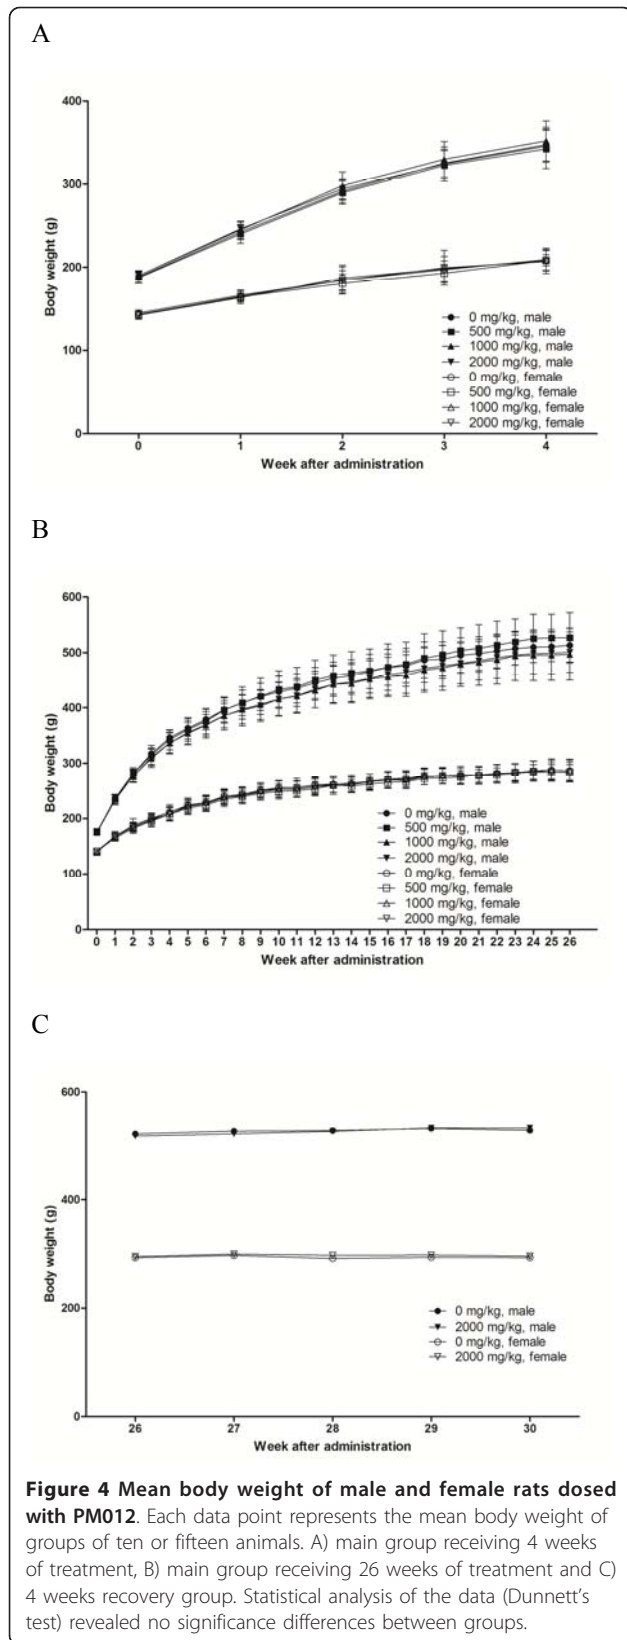 A
400
300
200
100
0
Body weight (g)
0 mg/kg, male
500 mg/kg, male
1000 mg/kg, male
2000 mg/kg, male
0 mg/kg, female
500 mg/kg, female
1000 mg/kg, female
2000 mg/kg, female
0 1 2 3 4
Week after administration
B
600
500
400
300
200
100
0
Body weight (g)
0 mg/kg, male
500 mg/kg, male
1000 mg/kg, male
2000 mg/kg, male
0 mg/kg, female
500 mg/kg, female
1000 mg/kg, female
2000 mg/kg, female
0 1 2 3 4 5 6 7 8 9 10 11 12 13 14 15 16 17 18 19 20 21 22 23 24 25 26
Week after administration
C
600
400
200
0
Body weight (g)
0 mg/kg, male
2000 mg/kg, male
0 mg/kg, female
2000 mg/kg, female
26 27 28 29 30
Week after administration
Figure 4 Mean body weight of male and female rats dosed
with PM012. Each data point represents the mean body weight of
groups of ten or fifteen animals. A) main group receiving 4 weeks
of treatment, B) main group receiving 26 weeks of treatment and C)
4 weeks recovery group. Statistical analysis of the data (Dunnett's
test) revealed no significance differences between groups.